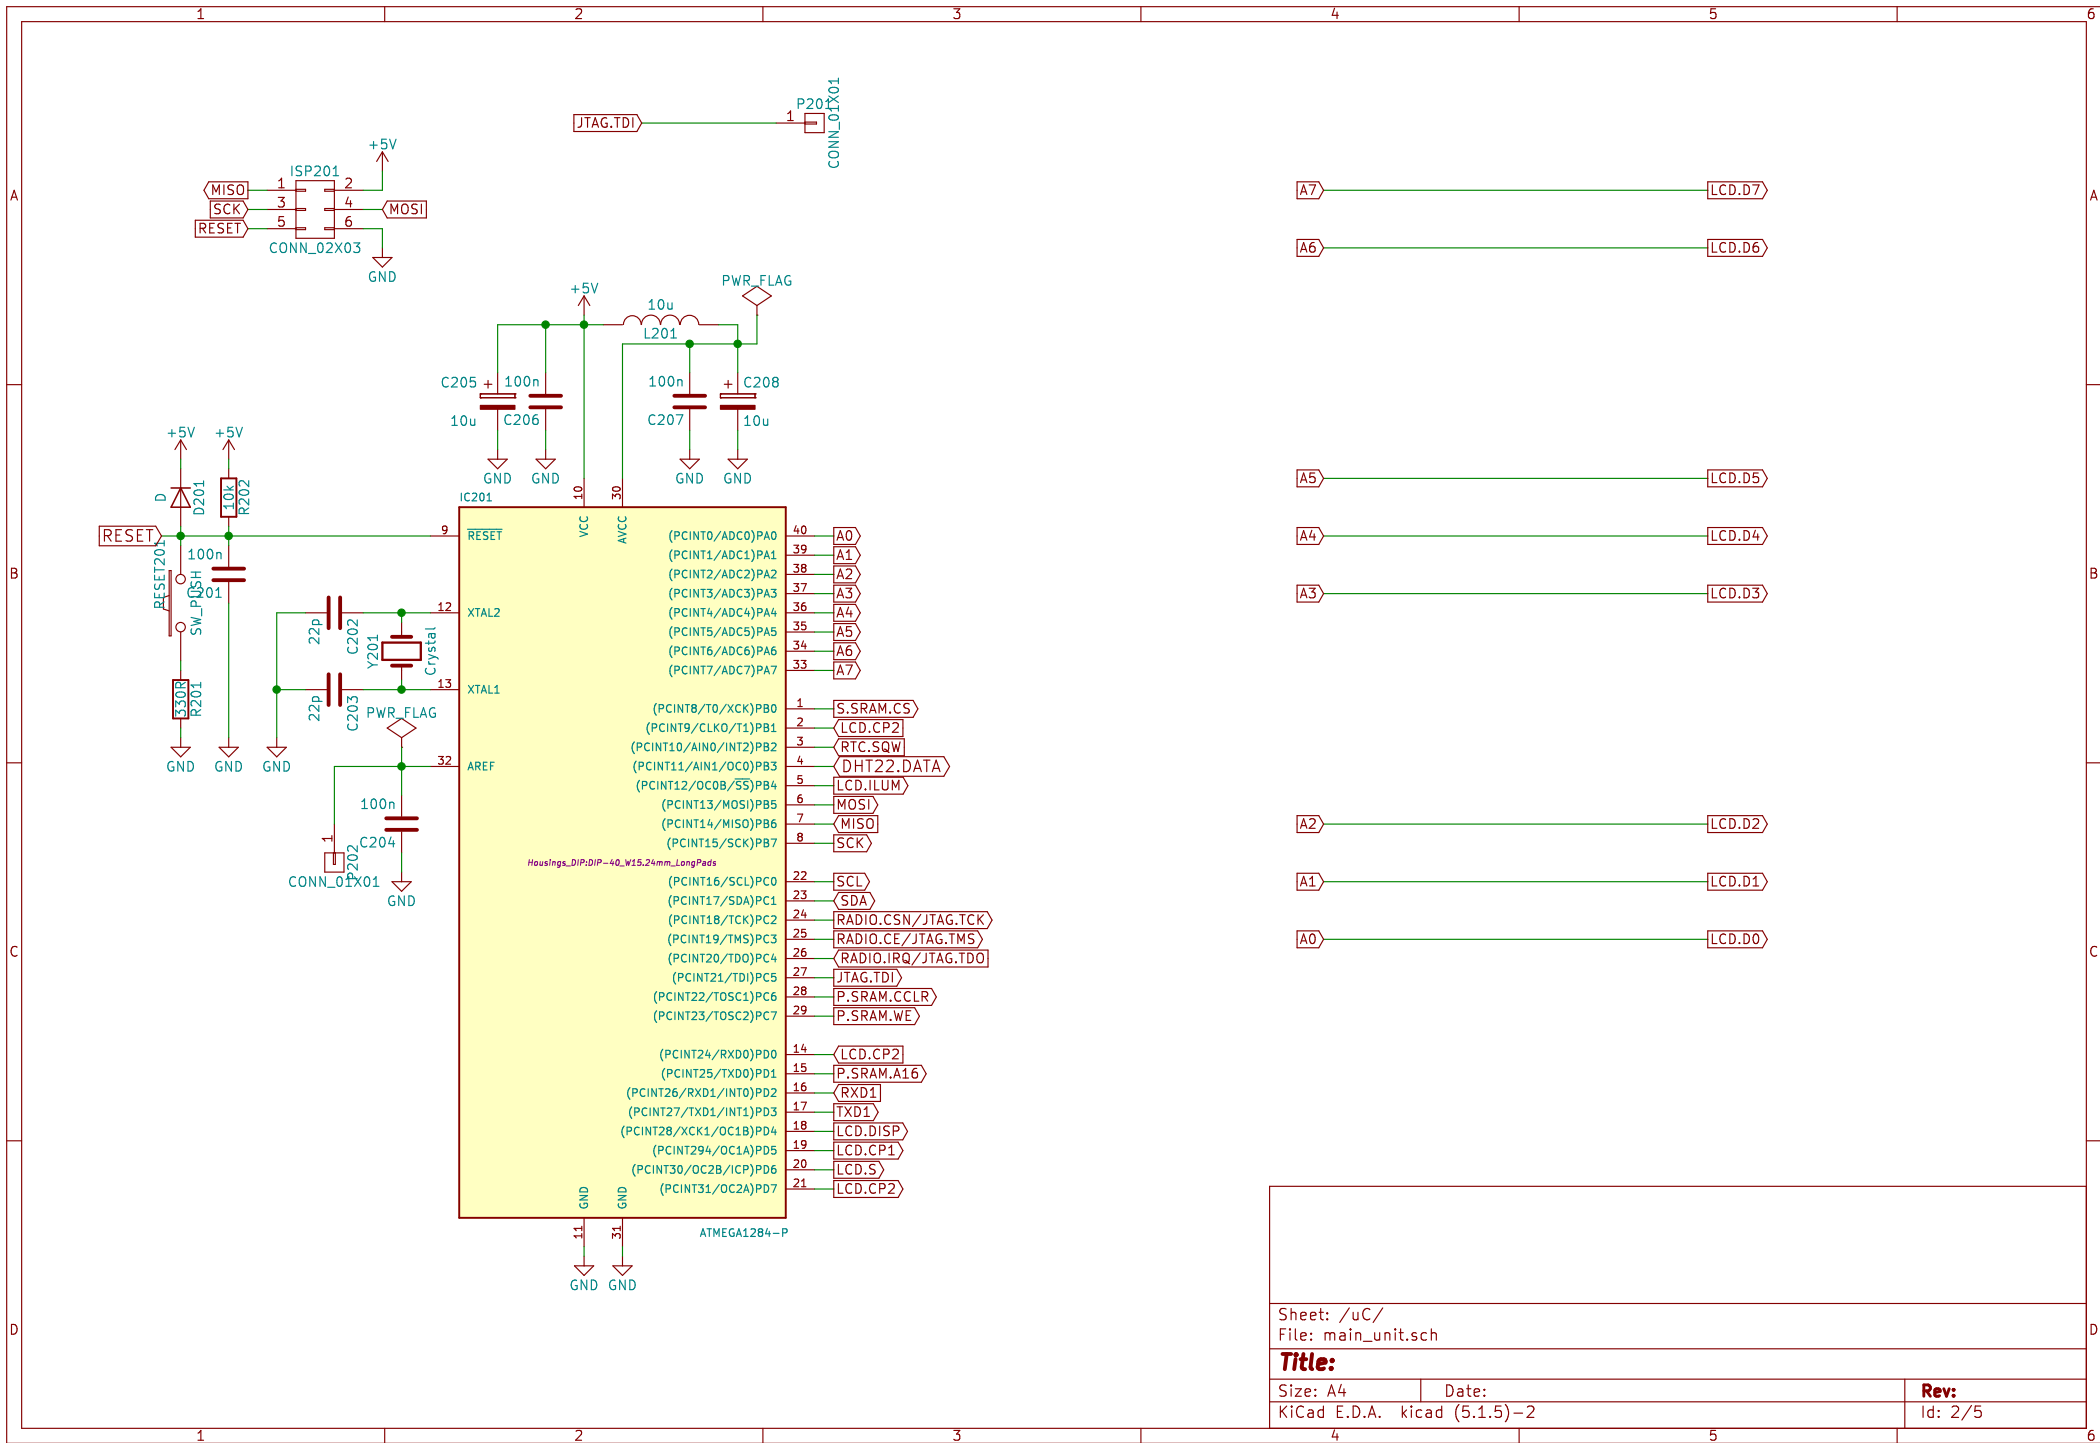 1 2 3 4 5 6
A
B
C
D
JTAG.TDI 1 P201
CONN_01X01
+5V
ISP201
MISO 1 2
SCK 3 4 MOSI
RESET 5 6
CONN_02X03
GND
A7 LCD.D7
A6 LCD.D6
A5 LCD.D5
A4 LCD.D4
A3 LCD.D3
A2 LCD.D2
A1 LCD.D1
A0 LCD.D0
PWR_FLAG
+5V
10u
L201
C205 + 100n
10u C206
100n + C208
C207 10u
GND GND GND GND
+5V +5V
D D201
10k R202
RESET
RESET201
SW_PUSH
100n
C201
330R R201
22p C202
Y201 Crystal
22p C203
PWR_FLAG
GND GND GND
100n
C204
1
P202
CONN_01X01
GND
IC201
10 VCC
30 AVCC
9 RESET
12 XTAL2
13 XTAL1
32 AREF
Housings_DIP:DIP-40_W15.24mm_LongPads
(PCINT0/ADC0)PA0 40 A0
(PCINT1/ADC1)PA1 39 A1
(PCINT2/ADC2)PA2 38 A2
(PCINT3/ADC3)PA3 37 A3
(PCINT4/ADC4)PA4 36 A4
(PCINT5/ADC5)PA5 35 A5
(PCINT6/ADC6)PA6 34 A6
(PCINT7/ADC7)PA7 33 A7
(PCINT8/T0/XCK)PB0 1 S.SRAM.CS
(PCINT9/CLKO/T1)PB1 2 LCD.CP2
(PCINT10/AIN0/INT2)PB2 3 RTC.SQW
(PCINT11/AIN1/OC0)PB3 4 DHT22.DATA
(PCINT12/OC0B/SS)PB4 5 LCD.ILUM
(PCINT13/MOSI)PB5 6 MOSI
(PCINT14/MISO)PB6 7 MISO
(PCINT15/SCK)PB7 8 SCK
(PCINT16/SCL)PC0 22 SCL
(PCINT17/SDA)PC1 23 SDA
(PCINT18/TCK)PC2 24 RADIO.CSN/JTAG.TCK
(PCINT19/TMS)PC3 25 RADIO.CE/JTAG.TMS
(PCINT20/TDO)PC4 26 RADIO.IRQ/JTAG.TDO
(PCINT21/TDI)PC5 27 JTAG.TDI
(PCINT22/TOSC1)PC6 28 P.SRAM.CCLR
(PCINT23/TOSC2)PC7 29 P.SRAM.WE
(PCINT24/RXD0)PD0 14 LCD.CP2
(PCINT25/TXD0)PD1 15 P.SRAM.A16
(PCINT26/RXD1/INT0)PD2 16 RXD1
(PCINT27/TXD1/INT1)PD3 17 TXD1
(PCINT28/XCK1/OC1B)PD4 18 LCD.DISP
(PCINT294/OC1A)PD5 19 LCD.CP1
(PCINT30/OC2B/ICP)PD6 20 LCD.S
(PCINT31/OC2A)PD7 21 LCD.CP2
GND GND
11 31
ATMEGA1284-P
GND GND
Sheet: /uC/
File: main_unit.sch
Title:
Size: A4 Date: Rev:
KiCad E.D.A. kicad (5.1.5)-2 Id: 2/5
A
B
C
D
1 2 3 4 5 6